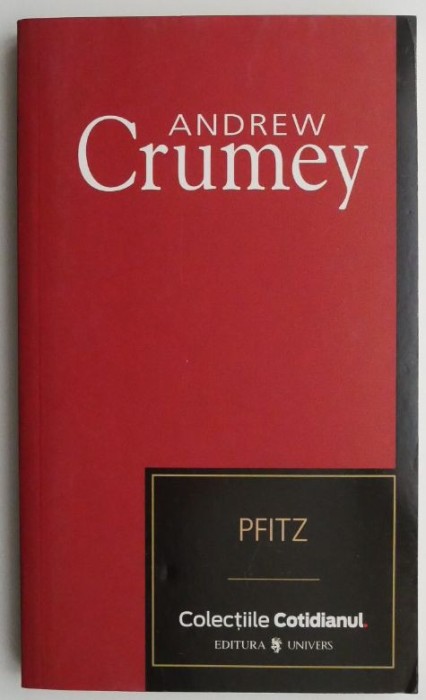 ANDREW
Crumey
PFITZ
Colecțiile Cotidianul.
EDITURA UNIVERS